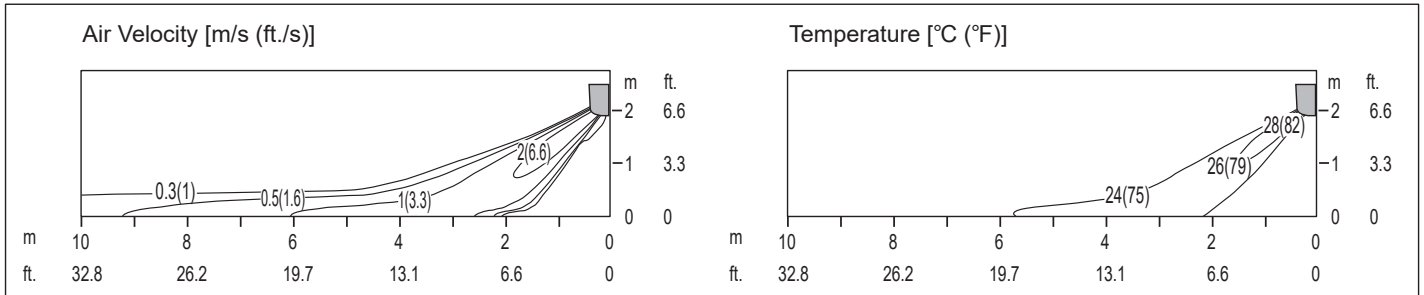 Air Velocity [m/s (ft./s)]
m ft.
2 6.6
2(6.6)
1 3.3
0.3(1) 0.5(1.6) 1(3.3)
0 0
m 10 8 6 4 2 0
ft. 32.8 26.2 19.7 13.1 6.6 0
Temperature [°C (°F)]
m ft.
2 6.6
28(82)
26(79) 1 3.3
24(75)
0 0
m 10 8 6 4 2 0
ft. 32.8 26.2 19.7 13.1 6.6 0